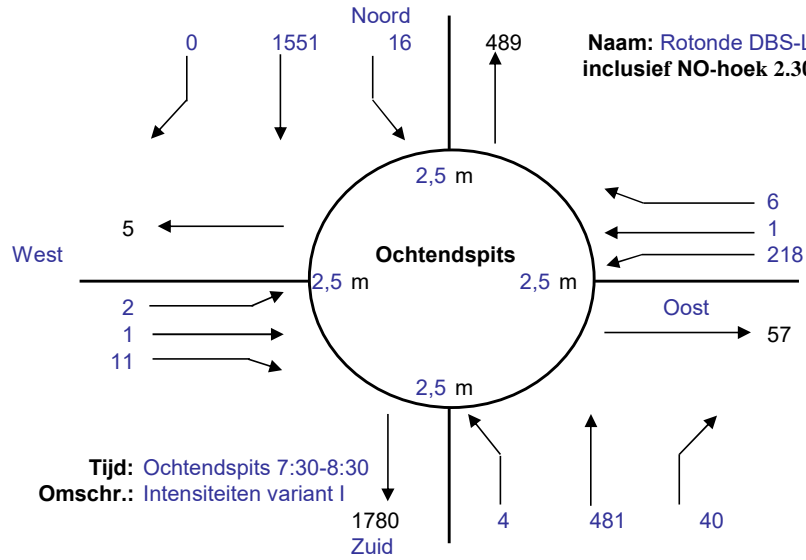 Noord
0 1551 16 489 Naam: Rotonde DBS-L
inclusief NO-hoek 2.30
2,5 m
6
5 1
West Ochtendspits 218
2,5 m 2,5 m
2 Oost
1 57
11
2,5 m
Tijd: Ochtendspits 7:30-8:30
Omschr.: Intensiteiten variant I
1780 4 481 40
Zuid